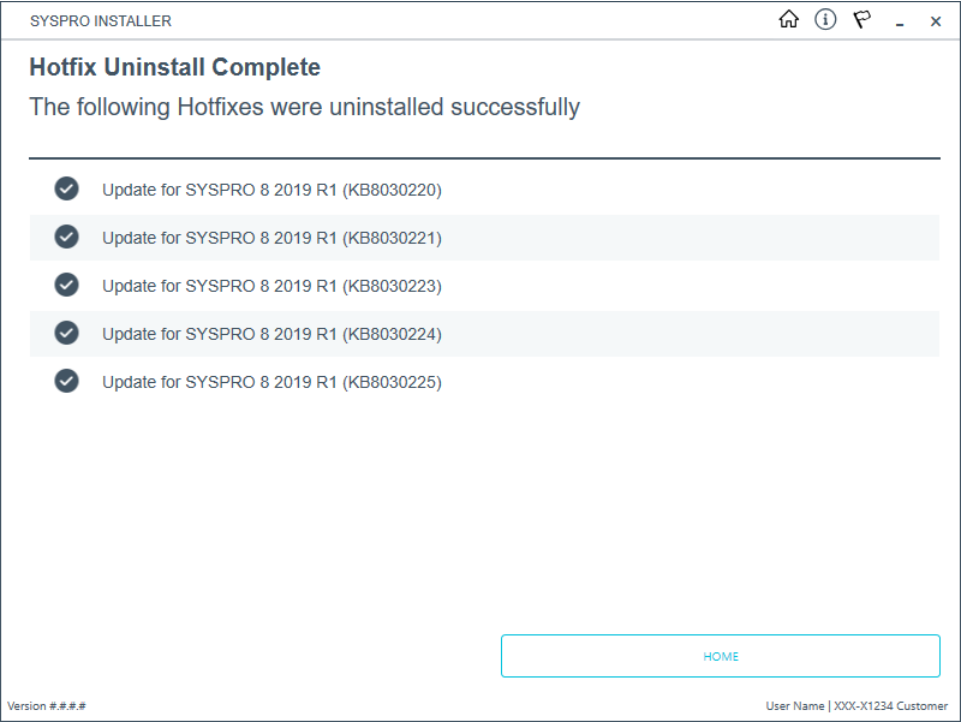 SYSPRO INSTALLER
Hotfix Uninstall Complete
The following Hotfixes were uninstalled successfully
Update for SYSPRO 8 2019 R1 (KB8030220)
Update for SYSPRO 8 2019 R1 (KB8030221)
Update for SYSPRO 8 2019 R1 (KB8030223)
Update for SYSPRO 8 2019 R1 (KB8030224)
Update for SYSPRO 8 2019 R1 (KB8030225)
HOME
Version #.#.#.#
User Name | XXX-X1234 Customer